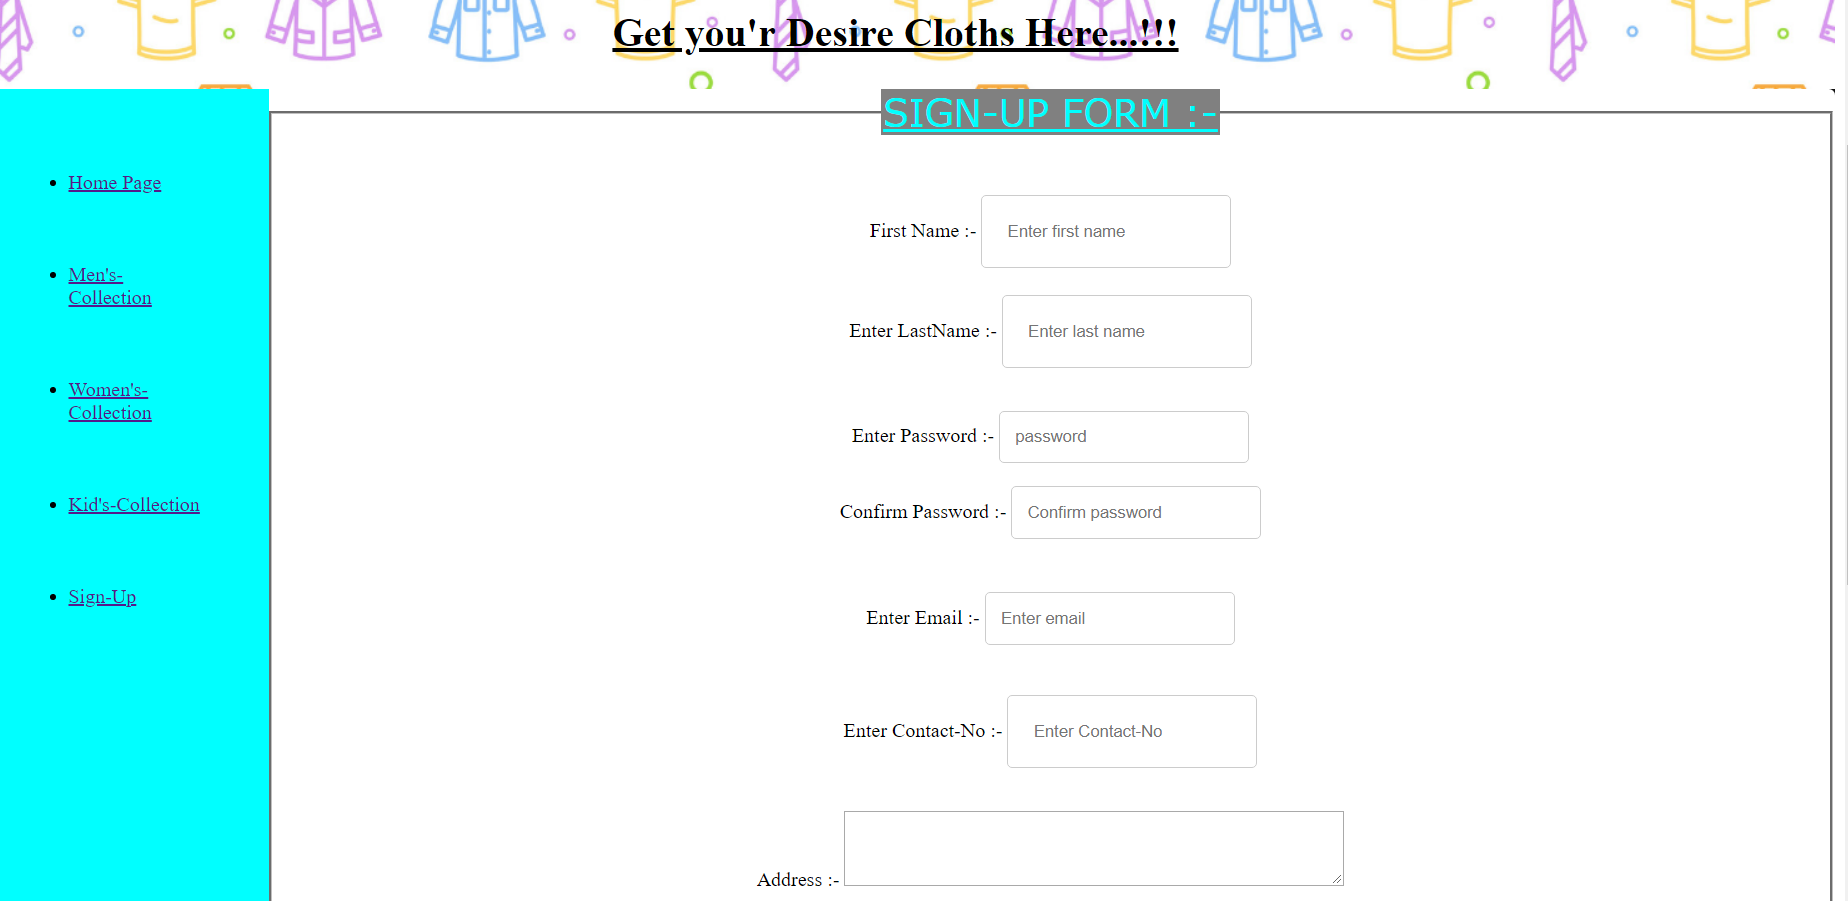 Get you'r Desire Cloths Here...!!!
SIGN-UP FORM :-
Home Page
Men's-
Collection
Women's-
Collection
Kid's-Collection
Sign-Up
First Name :- Enter first name
Enter LastName :- Enter last name
Enter Password :- password
Confirm Password :- Confirm password
Enter Email :- Enter email
Enter Contact-No :- Enter Contact-No
Address :-